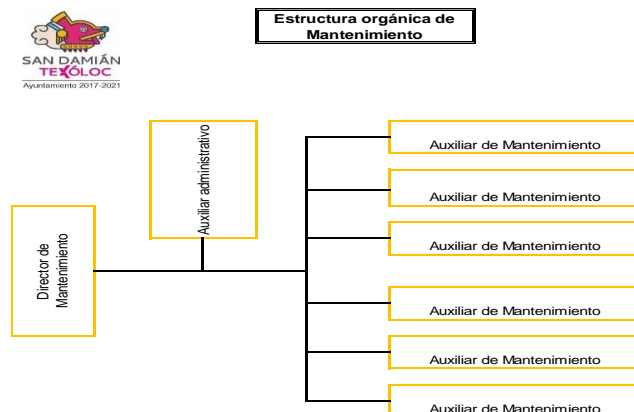 Estructura orgánica de
Mantenimiento
SAN DAMIÁN
TEXÓLOC
Ayuntamiento 2017-2021
Director de
Mantenimiento
Auxiliar administrativo
Auxiliar de Mantenimiento
Auxiliar de Mantenimiento
Auxiliar de Mantenimiento
Auxiliar de Mantenimiento
Auxiliar de Mantenimiento
Auxiliar de Mantenimiento